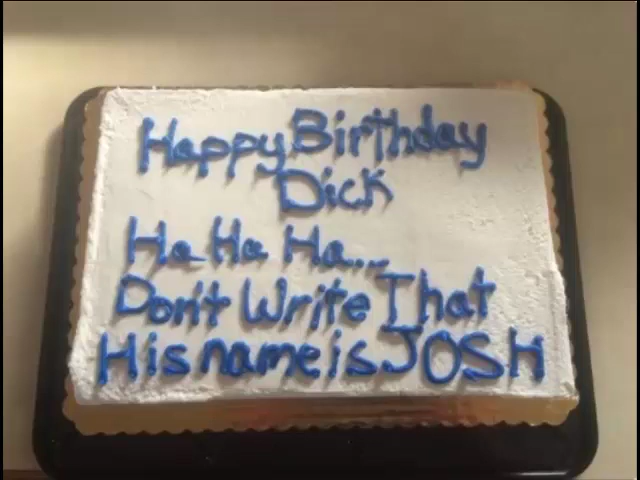 Happy Birthday
Dick
Ha Ha Ha...
Don't Write That
His name is JOSH